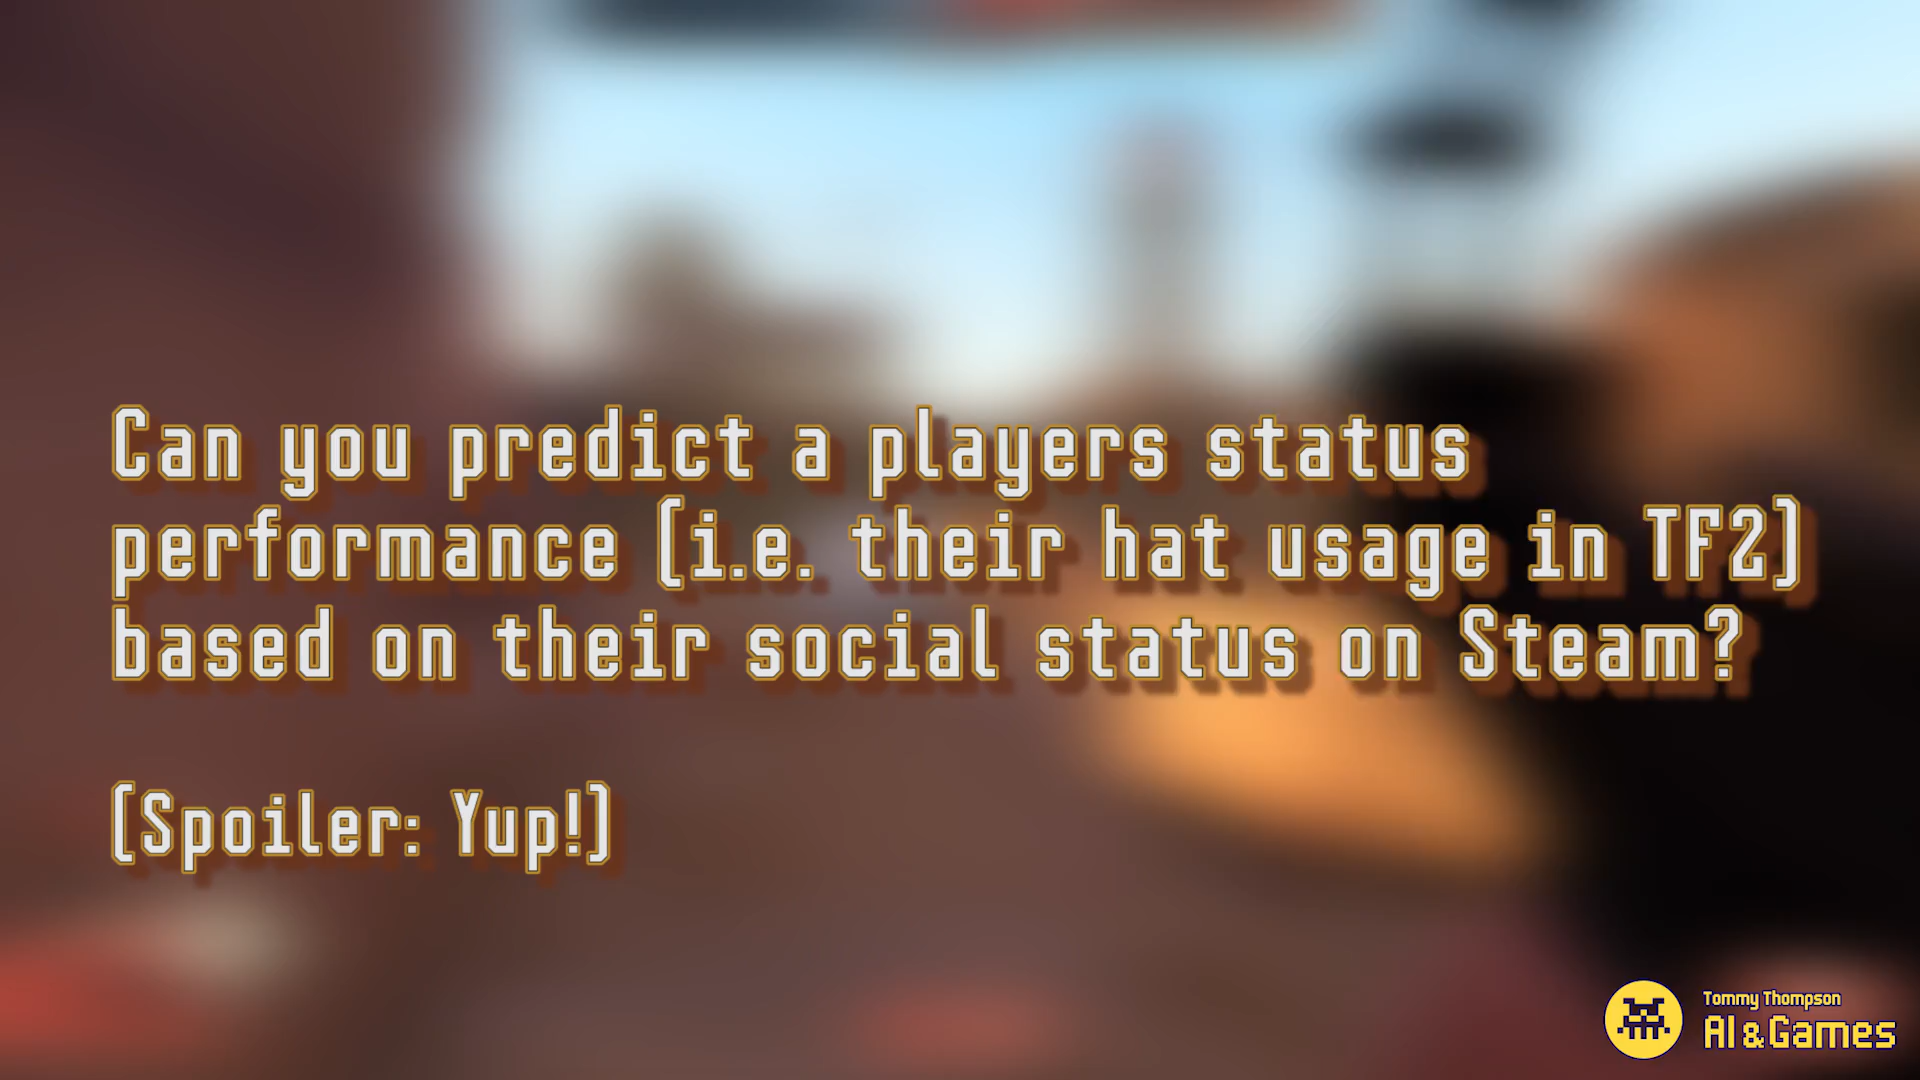 Can you predict a players status
performance (i.e. their hat usage in TF2)
based on their social status on Steam?
(Spoiler: Yup!)
Tommy Thompson
AI & Games